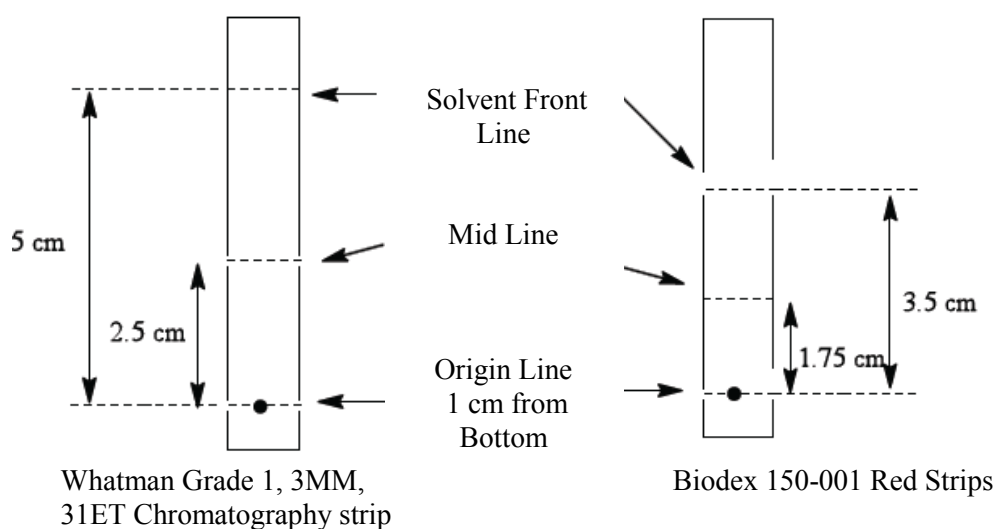 Solvent Front
Line
5 cm
Mid Line
2.5 cm
3.5 cm
1.75 cm
Origin Line
1 cm from
Bottom
Whatman Grade 1, 3MM,
31ET Chromatography strip
Biodex 150-001 Red Strips